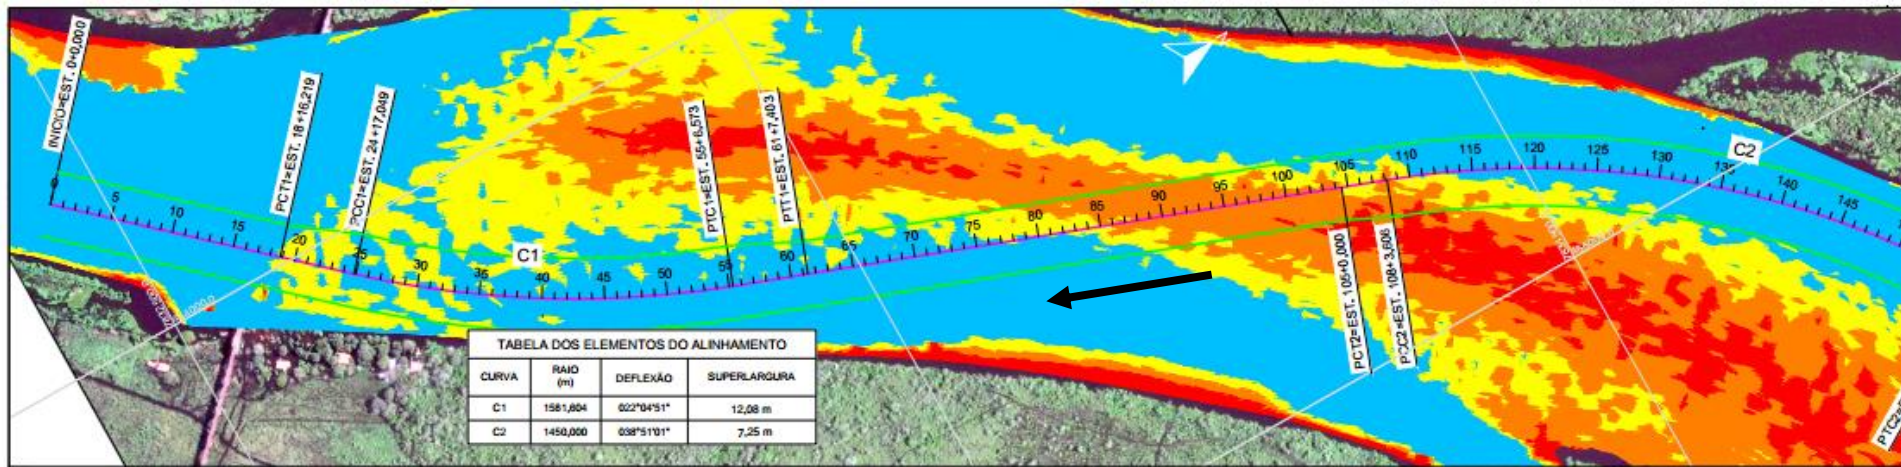 INICIO=EST. 0+0,000
PCT1=EST. 18+16,219
PCC1=EST. 24+17,049
PTC1=EST. 55+6,573
PTT1=EST. 61+7,403
PCT2=EST. 105+0,000
PCC2=EST. 108+3,606
C1
C2
0 5 10 15 20 25 30 35 40 45 50 55 60 65 70 75 80 85 90 95 100 105 110 115 120 125 130 135 140 145
TABELA DOS ELEMENTOS DO ALINHAMENTO
CURVA RAIO (m) DEFLEXÃO SUPERLARGURA
C1 1581,604 022°04'51" 12,08 m
C2 1450,000 038°51'01" 7,25 m